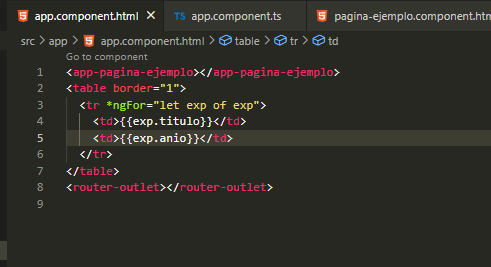 app.component.html
TS app.component.ts
pagina-ejemplo.component.htm
src > app > app.component.html > table > tr > td
Go to component
1 <app-pagina-ejemplo></app-pagina-ejemplo>
2 <table border="1">
3 <tr *ngFor="let exp of exp">
4 <td>{{exp.titulo}}</td>
5 <td>{{exp.anio}}</td>
6 </tr>
7 </table>
8 <router-outlet></router-outlet>
9